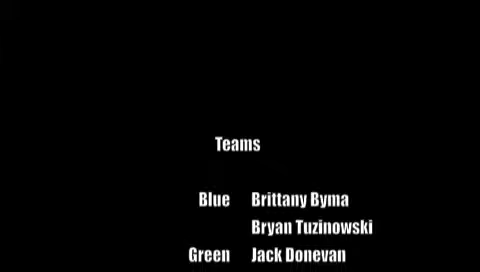 Teams
Blue Brittany Byma
Bryan Tuzinowski
Green Jack Donevan